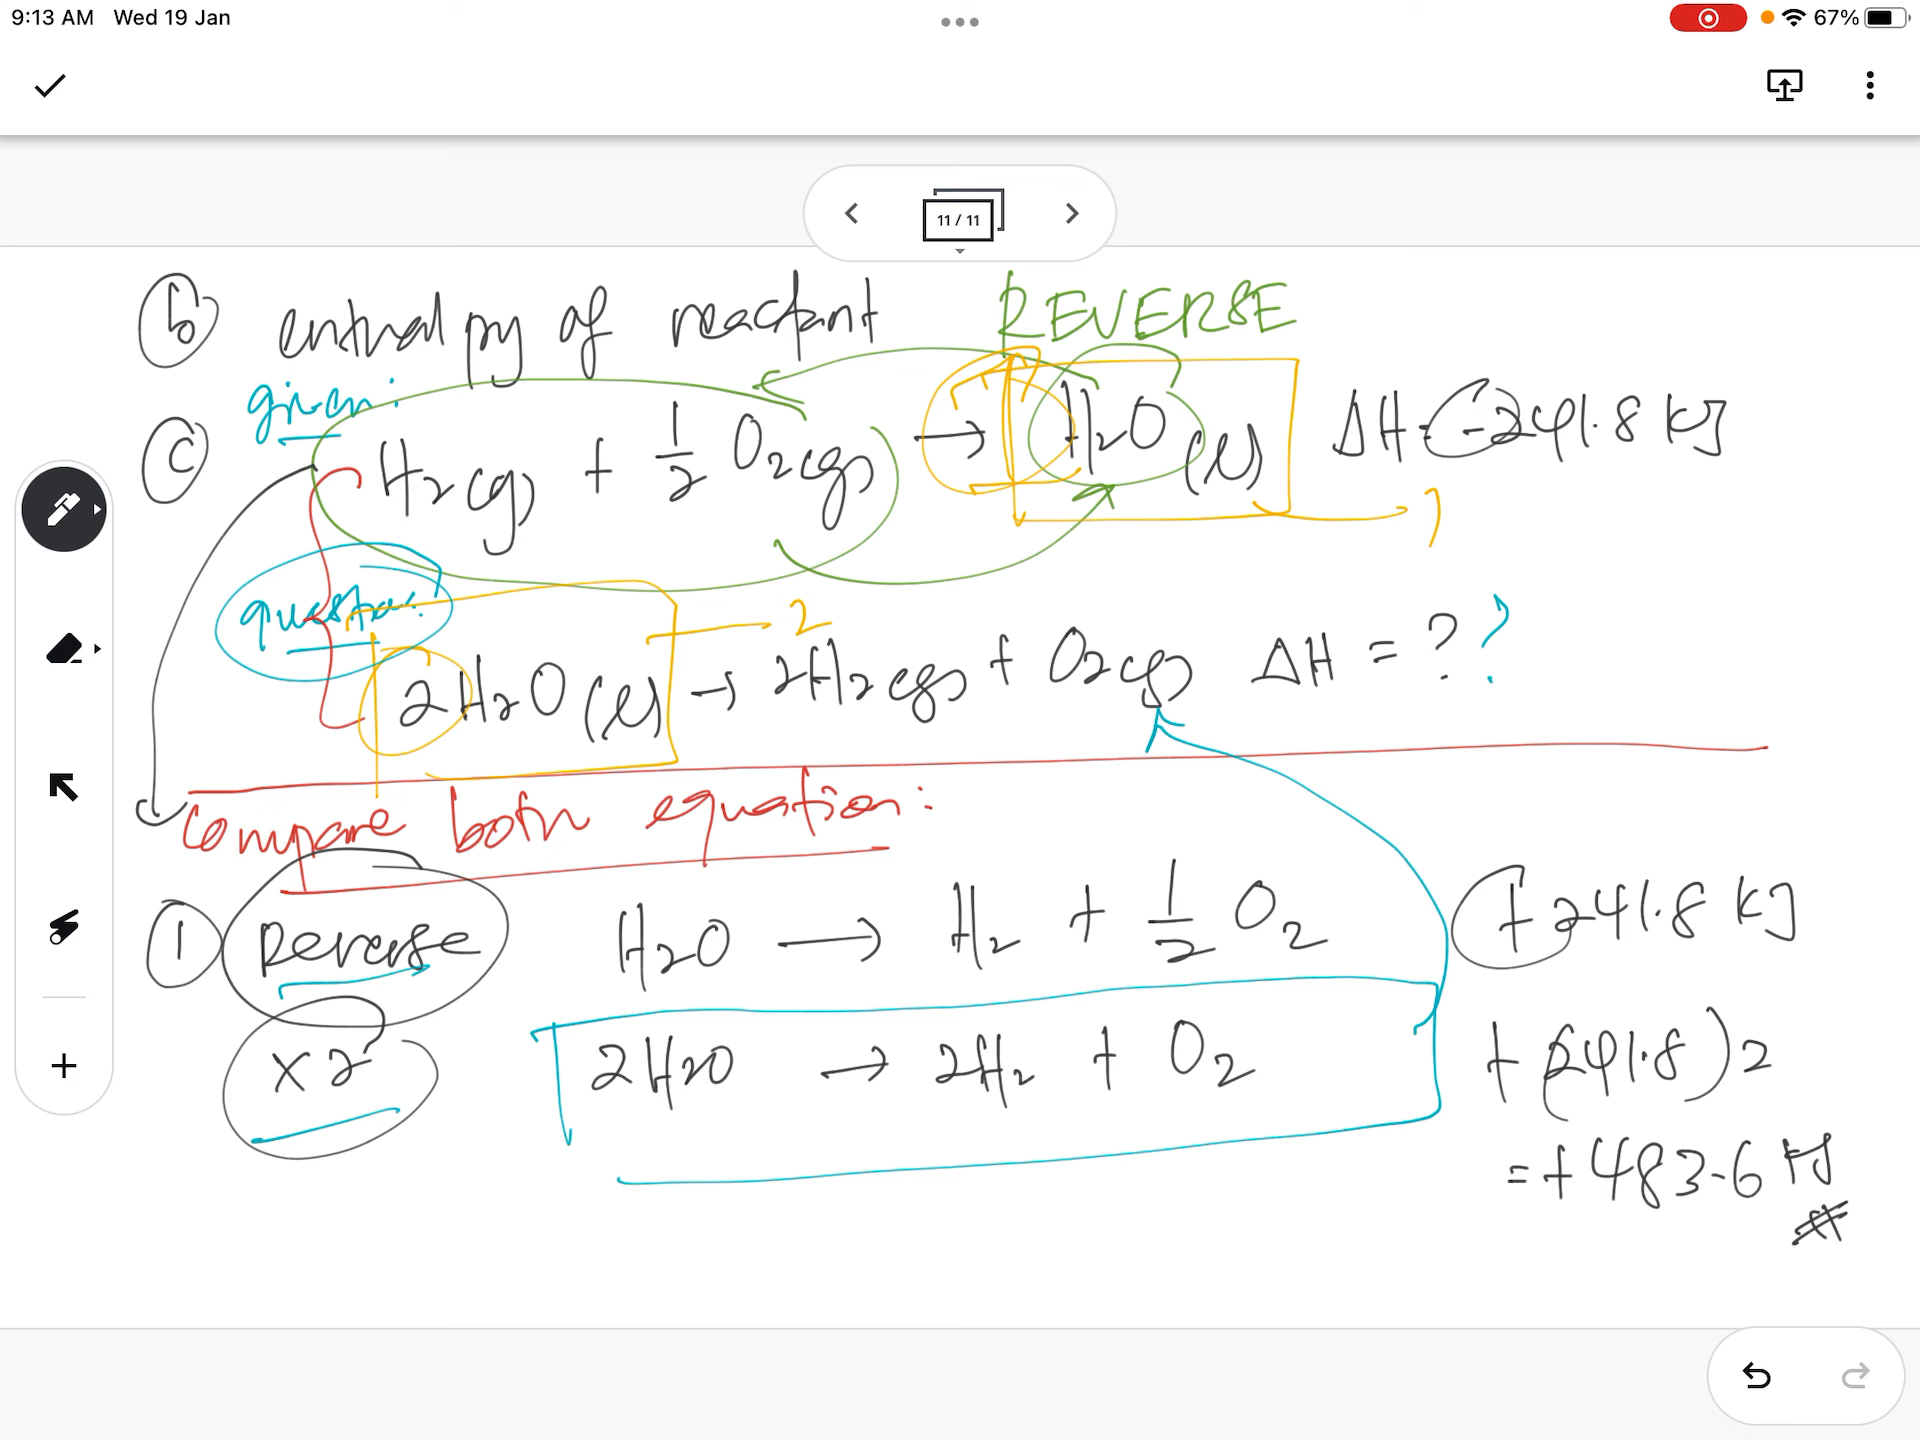 9:13 AM Wed 19 Jan
67%
11 / 11
(b) enthalpy of reactant REVERSE
given:
(c) H₂(g) + ½ O₂(g) → H₂O(l) ΔH = -241.8 kJ
1
question:
2
2H₂O(l) → 2H₂(g) + O₂(g) ΔH = ??
Compare both equation:
① Reverse H₂O → H₂ + ½ O₂ +241.8 kJ
x2 2H₂O → 2H₂ + O₂ +(241.8)2
= +483.6 kJ